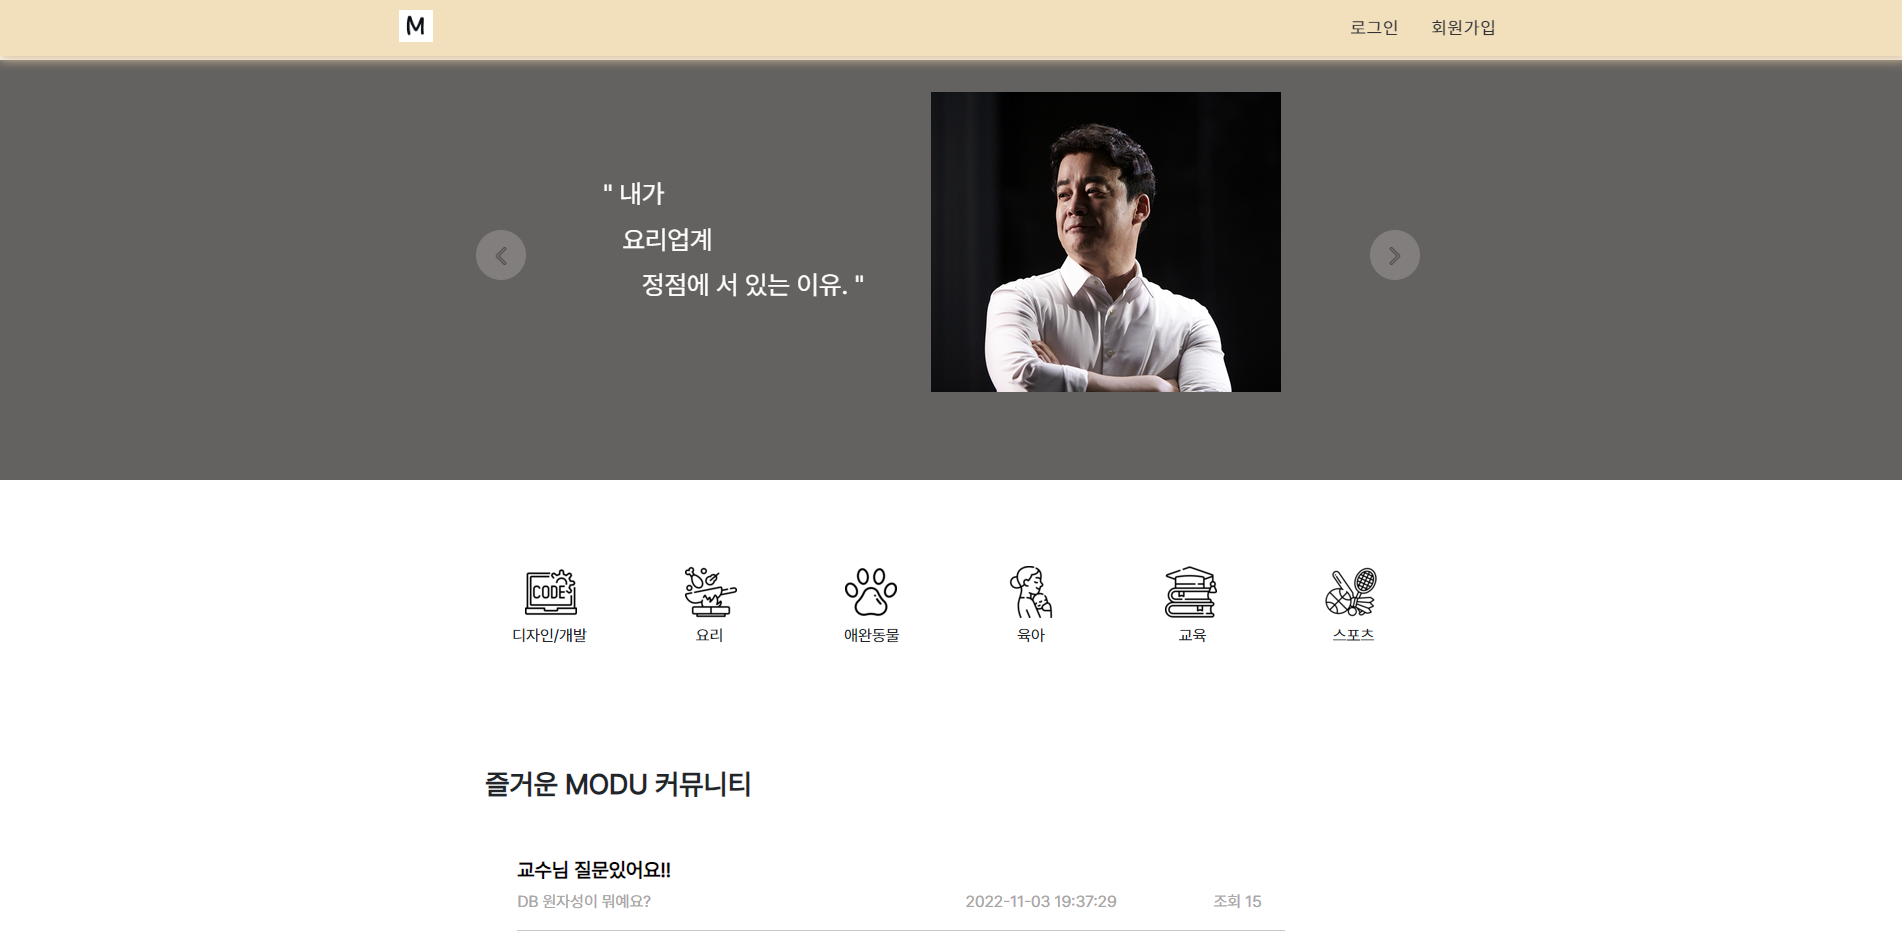 M
로그인 회원가입
" 내가
요리업계
정점에 서 있는 이유. "
CODE
디자인/개발 요리 애완동물 육아 교육 스포츠
즐거운 MODU 커뮤니티
교수님 질문있어요!!
DB 원자성이 뭐예요? 2022-11-03 19:37:29 조회 15